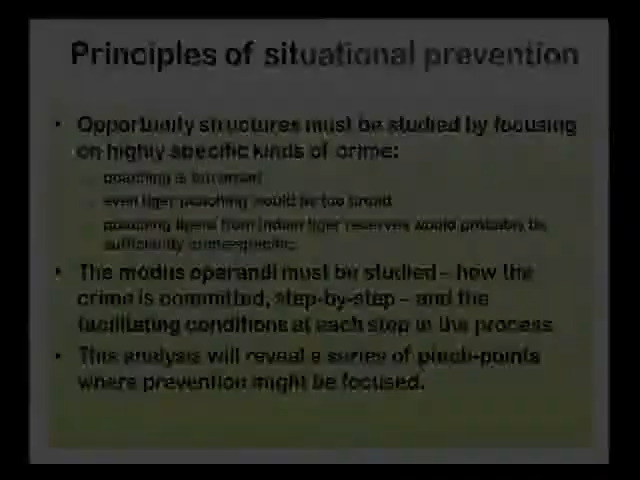 Principles of situational prevention
• Opportunity structures must be studied by focusing
on highly specific kinds of crime:
– poaching is
– even tiger poaching would be too broad
– poaching tigers from Indian tiger reserves would probably be
sufficiently crime-specific
• The modus operandi must be studied – how the
crime is committed, step-by-step – and the
facilitating conditions at each step in the process
• This analysis will reveal a series of pinch-points
where prevention might be focused.